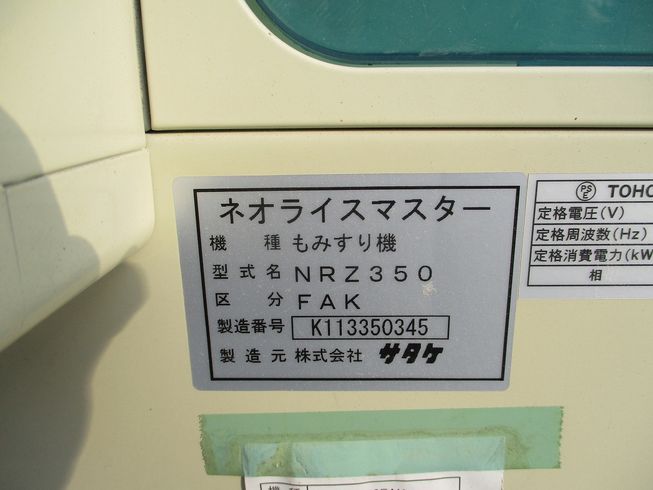 ネオライスマスター
機種 もみすり機
型式名 NRZ350
区分 FAK
製造番号 K113350345
製造元 株式会社 サタケ
PSE TOHO
定格電圧(V)
定格周波数(Hz)
定格消費電力(kW
相